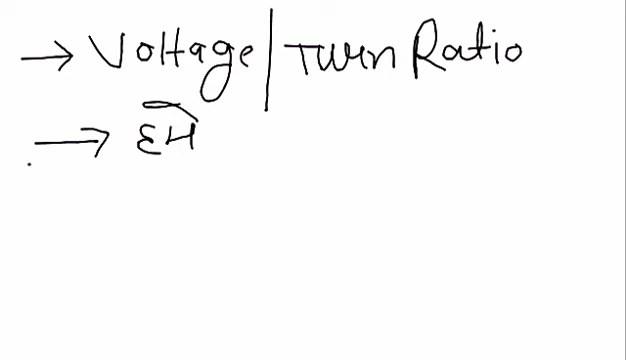 → Voltage | Turn Ratio
→ EH